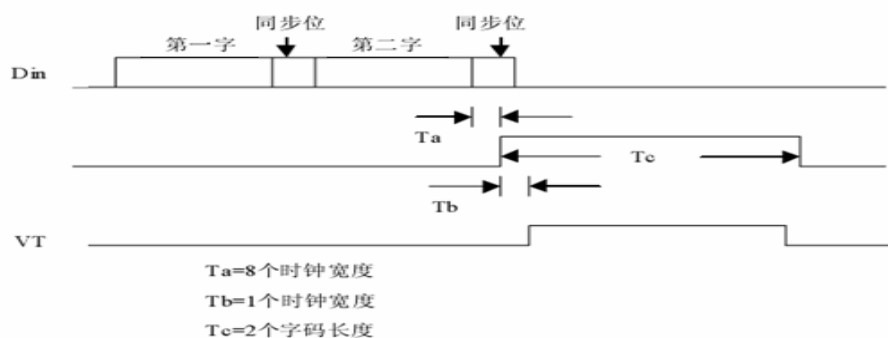 同步位 同步位
第一字 第二字
Din
Ta
Tc
Tb
VT
Ta=8个时钟宽度
Tb=1个时钟宽度
Tc=2个字码长度